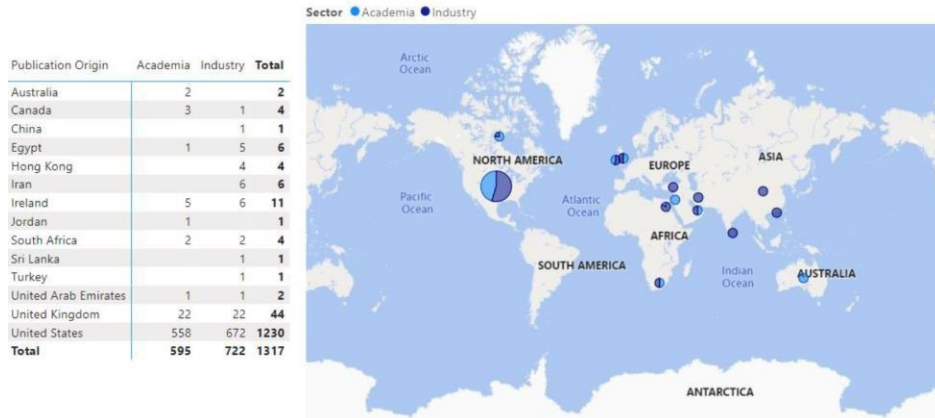 Sector Academia Industry
Publication Origin Academia Industry Total
Australia 2 2
Canada 3 1 4
China 1 1
Egypt 1 5 6
Hong Kong 4 4
Iran 6 6
Ireland 5 6 11
Jordan 1 1
South Africa 2 2 4
Sri Lanka 1 1
Turkey 1 1
United Arab Emirates 1 1 2
United Kingdom 22 22 44
United States 558 672 1230
Total 595 722 1317
Arctic
Ocean
NORTH AMERICA
EUROPE
ASIA
Pacific
Ocean
Atlantic
Ocean
AFRICA
SOUTH AMERICA
Indian
Ocean
AUSTRALIA
ANTARCTICA